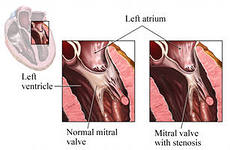 Left atrium
Left
ventricle
Normal mitral
valve
Mitral valve
with stenosis